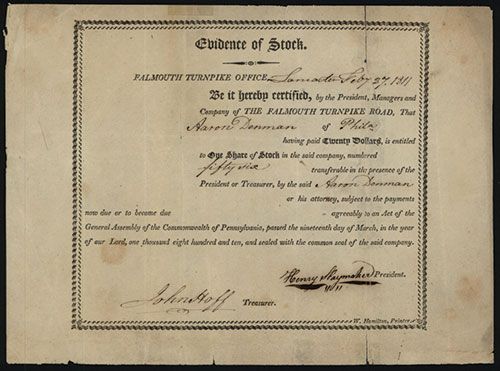 Evidence of Stock.
FALMOUTH TURNPIKE OFFICE, Lancaster Feby 27. 1811
Be it hereby certified, by the President, Managers and
Company of THE FALMOUTH TURNPIKE ROAD, That
Aaron Denman of Phila
having paid Twenty Dollars, is entitled
to One Share of Stock in the said company, numbered
fifty six transferable in the presence of the
President or Treasurer, by the said Aaron Denman
or his attorney, subject to the payments
now due or to become due agreeably to an Act of the
General Assembly of the Commonwealth of Pennsylvania, passed the nineteenth day of March, in the year
of our Lord, one thousand eight hundred and ten, and sealed with the common seal of the said company.
Henry Slaymaker President.
John Hoff Treasurer.
W. Hamilton, Printer.